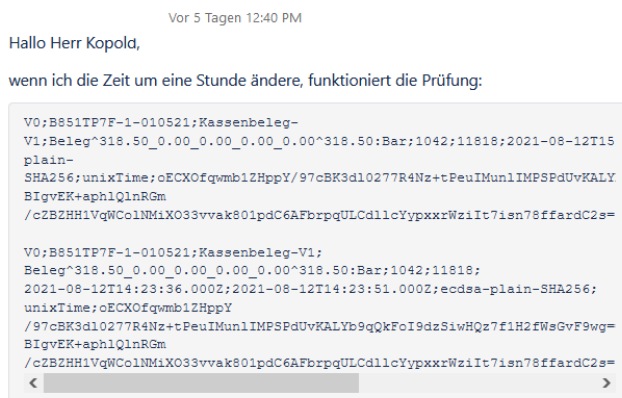 Vor 5 Tagen 12:40 PM
Hallo Herr Kopold,
wenn ich die Zeit um eine Stunde ändere, funktioniert die Prüfung:
V0;B851TP7F-1-010521;Kassenbeleg-
V1;Beleg^318.50_0.00_0.00_0.00_0.00^318.50:Bar;1042;11818;2021-08-12T15
plain-
SHA256;unixTime;oECXOfqwmb1ZHppY/97cBK3dl0277R4Nz+tPeuIMunlIMPSPdUvKALY
BIgvEK+aphlQlnRGm
/cZBZHH1VqWColNMiXO33vvak801pdC6AFbrpqULCdllcYypxxrWziIt7isn78ffardC2s=
V0;B851TP7F-1-010521;Kassenbeleg-V1;
Beleg^318.50_0.00_0.00_0.00_0.00^318.50:Bar;1042;11818;
2021-08-12T14:23:36.000Z;2021-08-12T14:23:51.000Z;ecdsa-plain-SHA256;
unixTime;oECXOfqwmb1ZHppY
/97cBK3dl0277R4Nz+tPeuIMunlIMPSPdUvKALYb9qQkFoI9dzSiwHQz7f1H2fWsGvF9wg=
BIgvEK+aphlQlnRGm
/cZBZHH1VqWColNMiXO33vvak801pdC6AFbrpqULCdllcYypxxrWziIt7isn78ffardC2s=